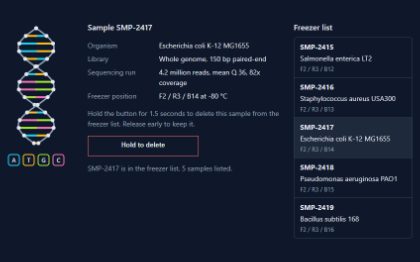 Sample SMP-2417
Organism Escherichia coli K-12 MG1655
Library Whole genome, 150 bp paired-end
Sequencing run 4.2 million reads, mean Q 36, 82x
coverage
Freezer position F2 / R3 / B14 at -80 °C
Hold the button for 1.5 seconds to delete this sample from the
freezer list. Release early to keep it.
Hold to delete
SMP-2417 is in the freezer list, 5 samples listed.
A T G C
Freezer list
SMP-2415
Salmonella enterica LT2
F2 / R3 / B12
SMP-2416
Staphylococcus aureus USA300
F2 / R3 / B13
SMP-2417
Escherichia coli K-12 MG1655
F2 / R3 / B14
SMP-2418
Pseudomonas aeruginosa PAO1
F2 / R3 / B15
SMP-2419
Bacillus subtilis 168
F2 / R3 / B16